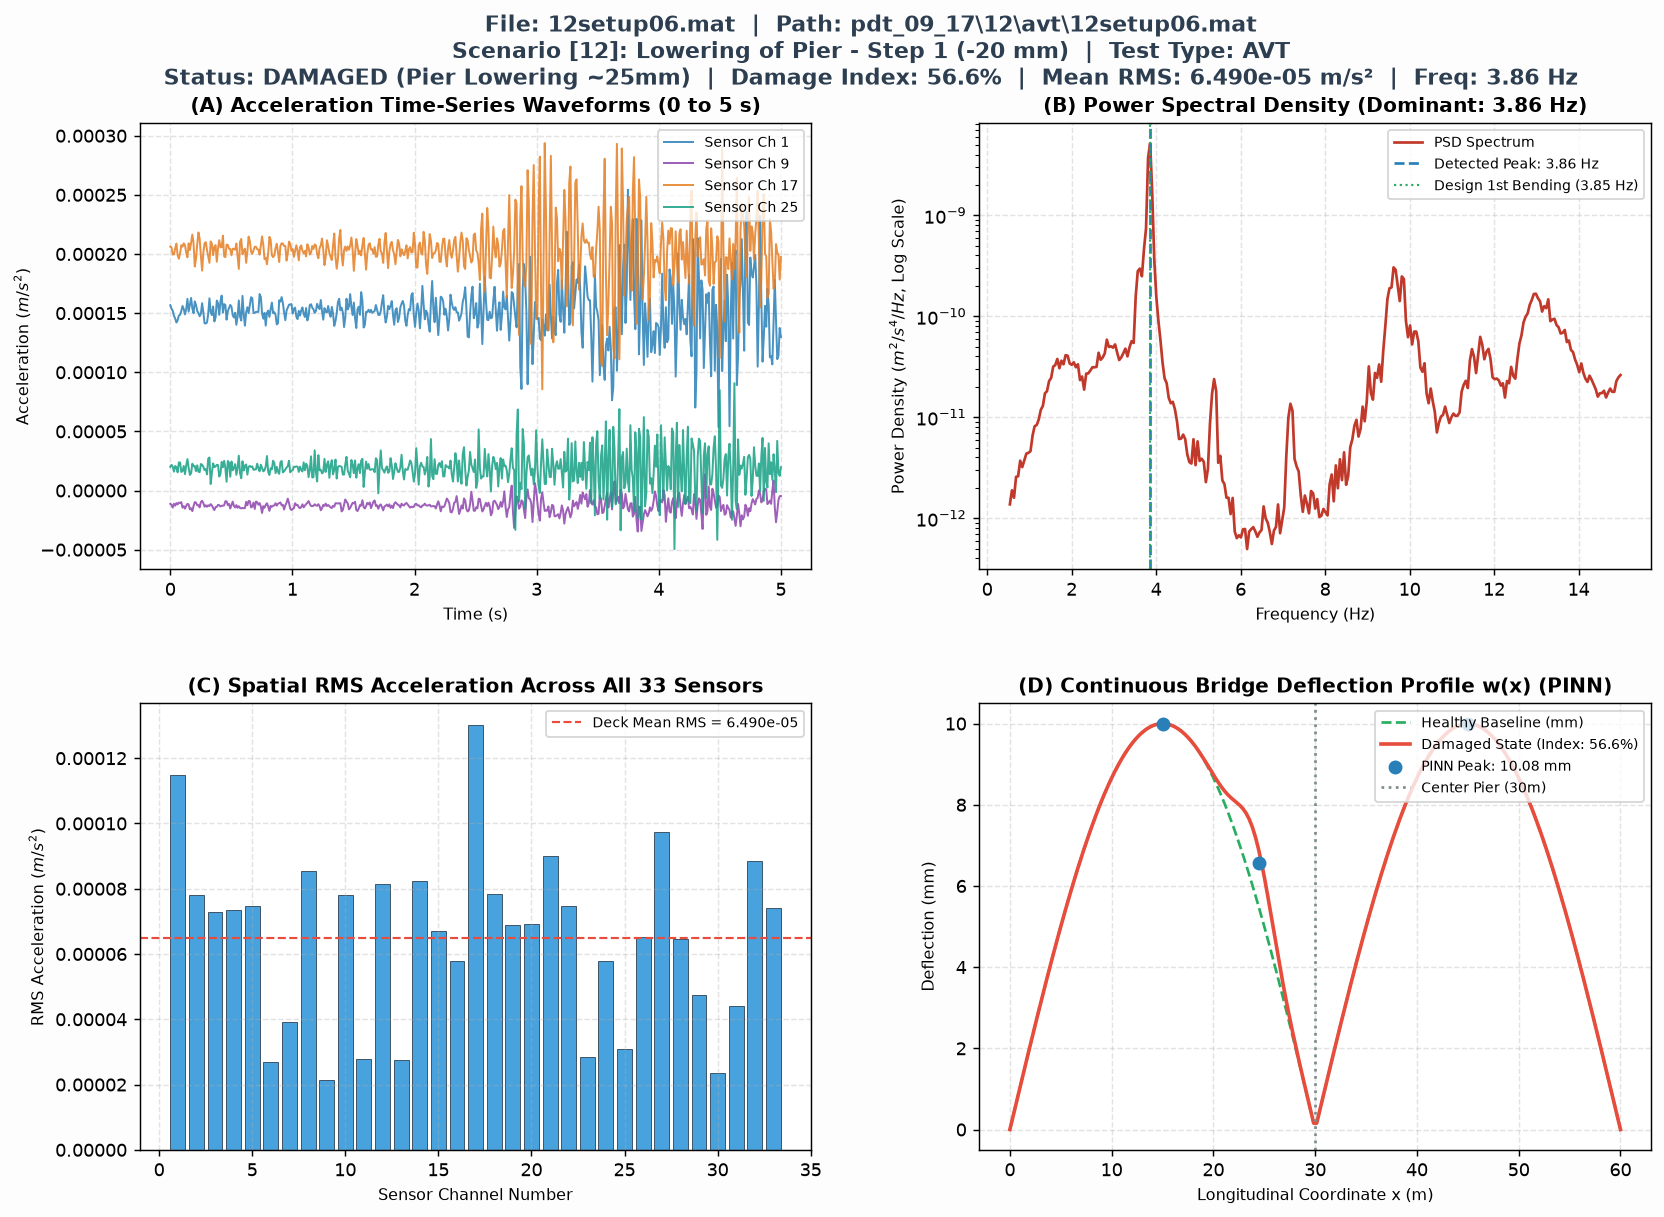 File: 12setup06.mat | Path: pdt_09_17\12\avt\12setup06.mat
Scenario [12]: Lowering of Pier - Step 1 (-20 mm) | Test Type: AVT
Status: DAMAGED (Pier Lowering ~25mm) | Damage Index: 56.6% | Mean RMS: 6.490e-05 m/s² | Freq: 3.86 Hz
(A) Acceleration Time-Series Waveforms (0 to 5 s)
Acceleration (m/s²)
0.00030
0.00025
0.00020
0.00015
0.00010
0.00005
0.00000
−0.00005
Sensor Ch 1
Sensor Ch 9
Sensor Ch 17
Sensor Ch 25
0 1 2 3 4 5
Time (s)
(B) Power Spectral Density (Dominant: 3.86 Hz)
Power Density (m²/s⁴/Hz, Log Scale)
10⁻⁹
10⁻¹⁰
10⁻¹¹
10⁻¹²
PSD Spectrum
Detected Peak: 3.86 Hz
Design 1st Bending (3.85 Hz)
0 2 4 6 8 10 12 14
Frequency (Hz)
(C) Spatial RMS Acceleration Across All 33 Sensors
RMS Acceleration (m/s²)
0.00012
0.00010
0.00008
0.00006
0.00004
0.00002
0.00000
Deck Mean RMS = 6.490e-05
0 5 10 15 20 25 30 35
Sensor Channel Number
(D) Continuous Bridge Deflection Profile w(x) (PINN)
Deflection (mm)
10
8
6
4
2
0
Healthy Baseline (mm)
Damaged State (Index: 56.6%)
PINN Peak: 10.08 mm
Center Pier (30m)
0 10 20 30 40 50 60
Longitudinal Coordinate x (m)